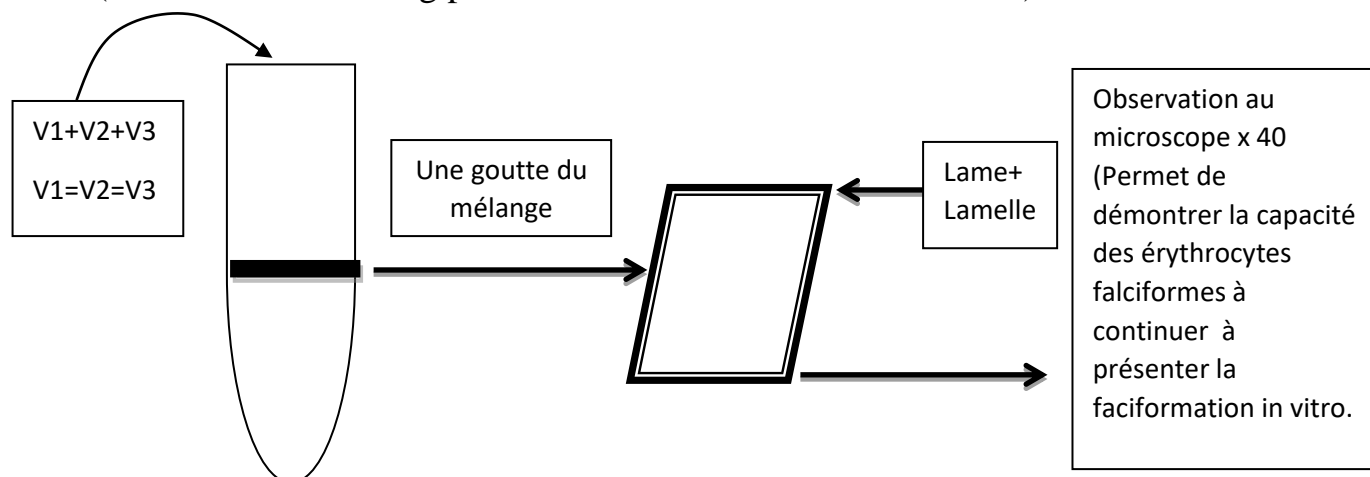 V1+V2+V3
V1=V2=V3
Une goutte du
mélange
Lame+
Lamelle
Observation au
microscope x 40
(Permet de
démontrer la capacité
des érythrocytes
falciformes à
continuer à
présenter la
faciformation in vitro.